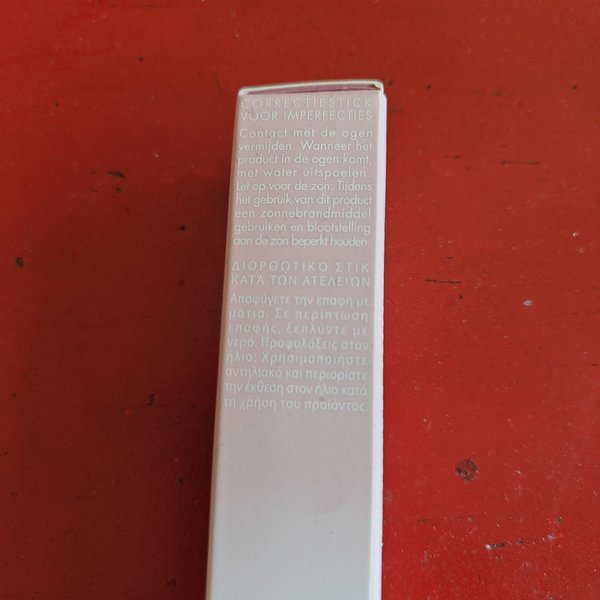 CORRECTIESTICK
VOOR IMPERFECTIES
Contact met de ogen
vermijden. Wanneer het
product in de ogen komt,
met water uitspoelen.
Let op voor de zon: Tijdens
het gebruik van dit product
een zonnebrandmiddel
gebruiken en blootstelling
aan de zon beperkt houden.
ΔΙΟΡΘΩΤΙΚΌ ΣΤΙΚ
ΚΑΤΑ ΤΩΝ ΑΤΕΛΕΙΏΝ
Αποφύγετε την επαφή με
μάτια. Σε περίπτωση
επαφής, ξεπλύντε με
νερό. Προφυλάξεις στον
ήλιο: Χρησιμοποιήστε
αντηλιακό και περιορίστε
την έκθεση στον ήλιο κατά
τη χρήση του προϊόντος.